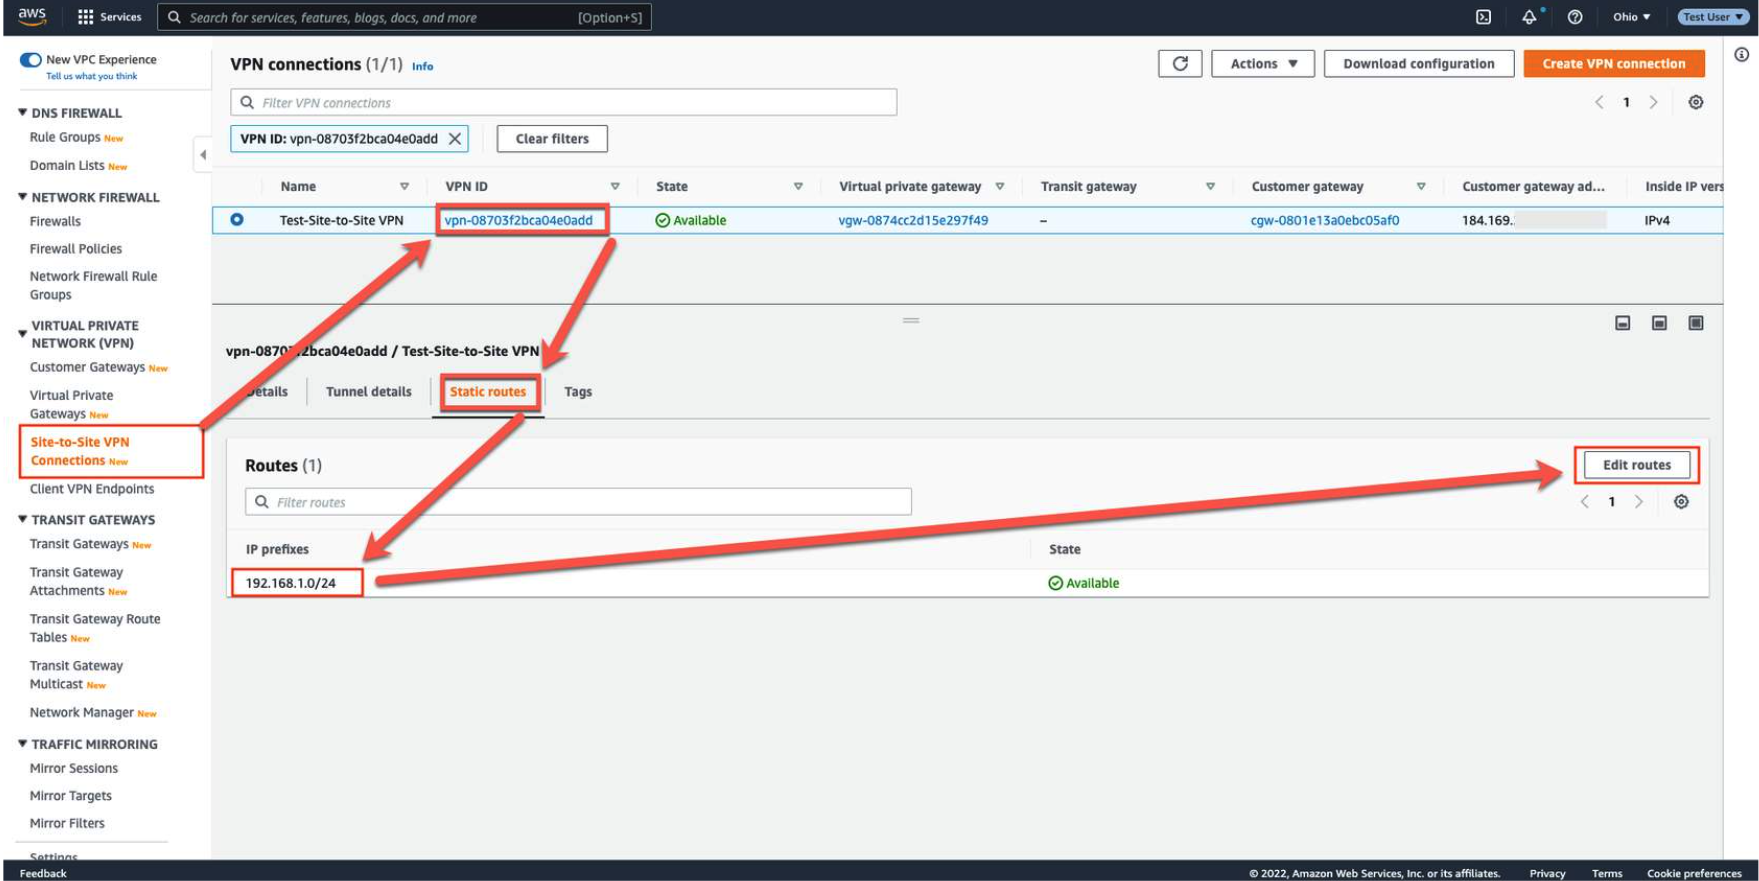 aws
Services
Search for services, features, blogs, docs, and more
[Option+S]
Ohio ▼
Test User ▼
New VPC Experience
Tell us what you think
DNS FIREWALL
Rule Groups New
Domain Lists New
NETWORK FIREWALL
Firewalls
Firewall Policies
Network Firewall Rule
Groups
VIRTUAL PRIVATE
NETWORK (VPN)
Customer Gateways New
Virtual Private
Gateways New
Site-to-Site VPN
Connections New
Client VPN Endpoints
TRANSIT GATEWAYS
Transit Gateways New
Transit Gateway
Attachments New
Transit Gateway Route
Tables New
Transit Gateway
Multicast New
Network Manager New
TRAFFIC MIRRORING
Mirror Sessions
Mirror Targets
Mirror Filters
Settings
VPN connections (1/1) Info
Actions ▼
Download configuration
Create VPN connection
Filter VPN connections
1
VPN ID: vpn-08703f2bca04e0add
Clear filters
Name
VPN ID
State
Virtual private gateway
Transit gateway
Customer gateway
Customer gateway ad...
Inside IP vers
Test-Site-to-Site VPN
vpn-08703f2bca04e0add
Available
vgw-0874cc2d15e297f49
–
cgw-0801e13a0ebc05af0
184.169.
IPv4
/ Test-Site-to-Site VPN
Details
Tunnel details
Static routes
Tags
Routes (1)
Edit routes
Filter routes
1
IP prefixes
State
192.168.1.0/24
Available
Feedback
© 2022, Amazon Web Services, Inc. or its affiliates.
Privacy
Terms
Cookie preferences